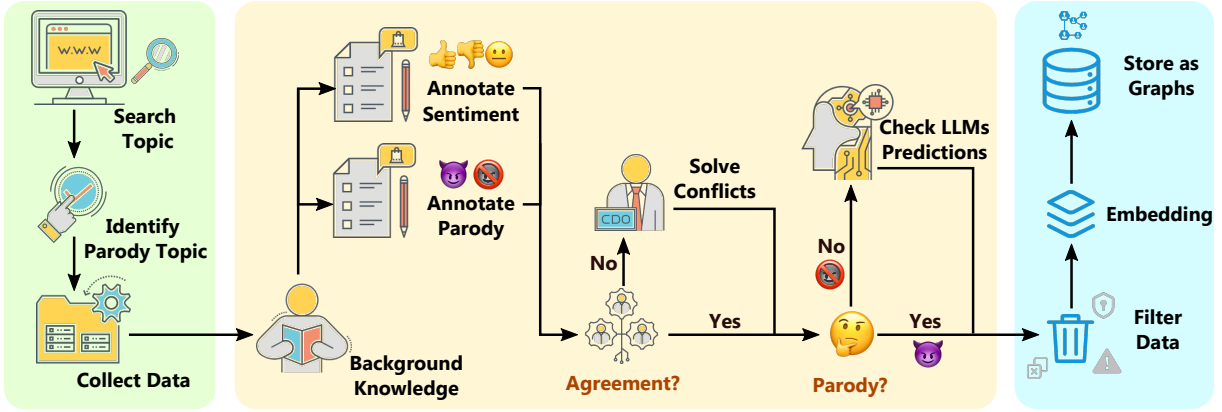 W.W.W
Search
Topic
Identify
Parody Topic
Collect Data
Background
Knowledge
Annotate
Sentiment
Annotate
Parody
Agreement?
No
Yes
CDO
Solve
Conflicts
Parody?
No
Yes
Check LLMs
Predictions
Filter
Data
Embedding
Store as
Graphs